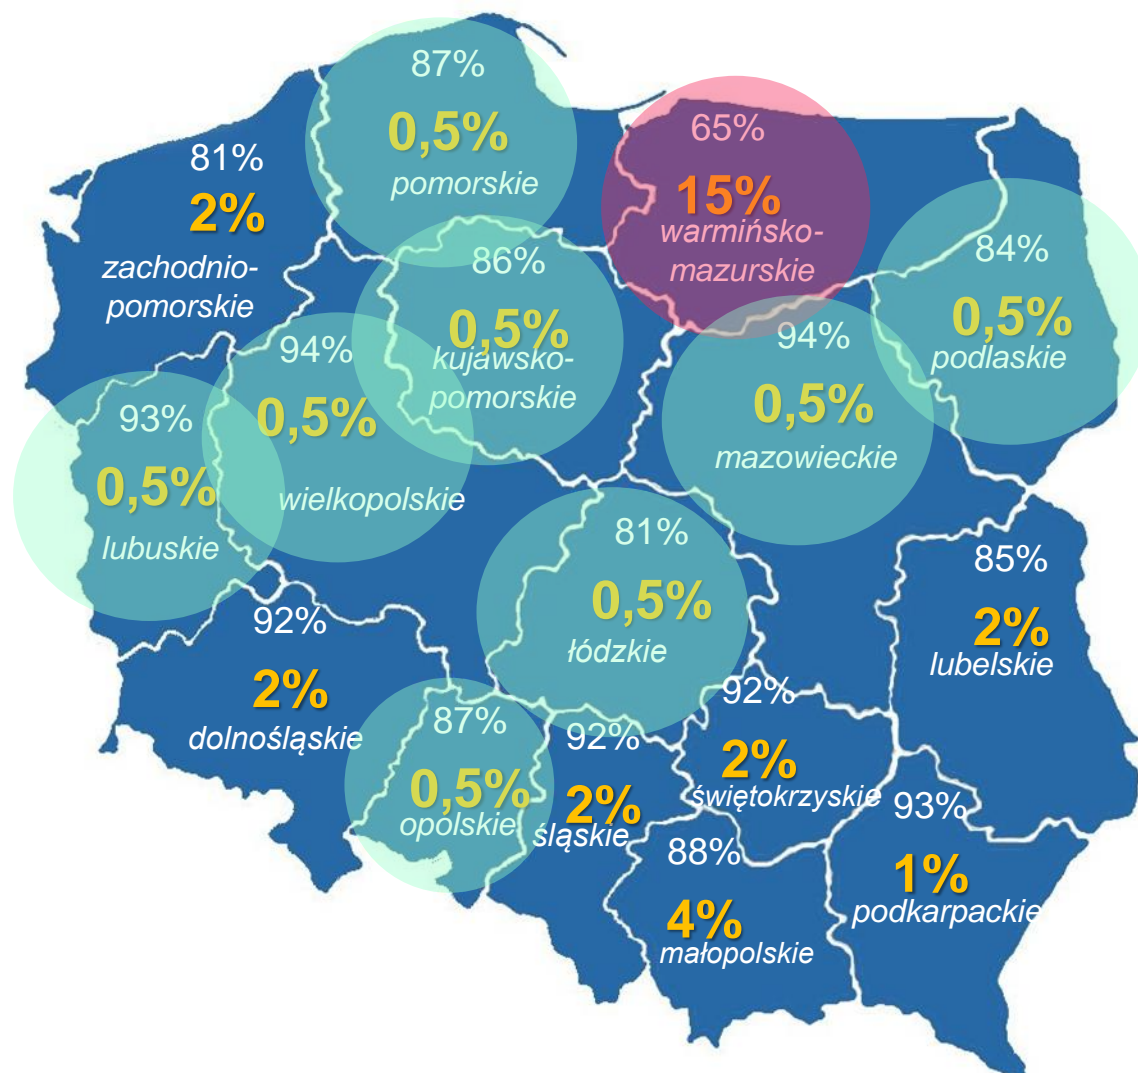 87%
0,5%
pomorskie
65%
15%
warmińsko-
mazurskie
81%
2%
zachodnio-
pomorskie
86%
0,5%
kujawsko-
pomorskie
84%
0,5%
podlaskie
94%
0,5%
wielkopolskie
94%
0,5%
mazowieckie
93%
0,5%
lubuskie
81%
0,5%
łódzkie
85%
2%
lubelskie
92%
2%
dolnośląskie
87%
0,5%
opolskie
92%
2%
śląskie
92%
2%
świętokrzyskie
88%
4%
małopolskie
93%
1%
podkarpackie